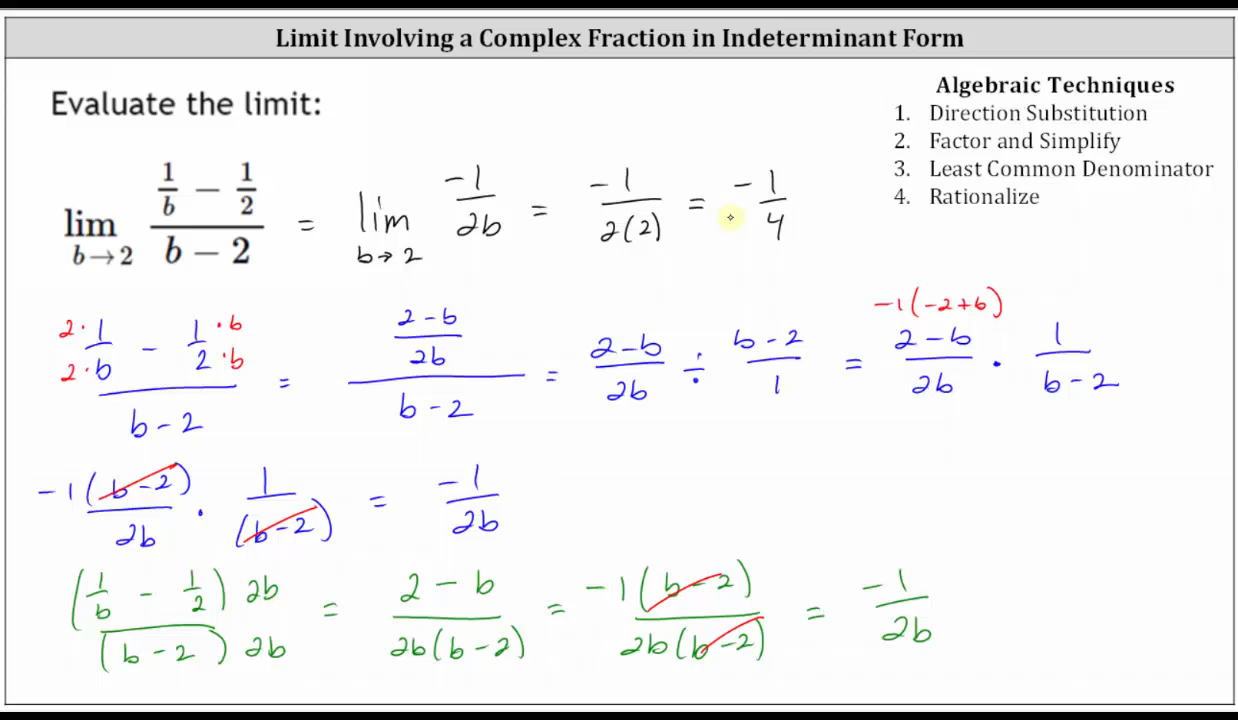 Limit Involving a Complex Fraction in Indeterminant Form
Evaluate the limit:
Algebraic Techniques
1. Direction Substitution
2. Factor and Simplify
3. Least Common Denominator
4. Rationalize
lim b→2 (1/b − 1/2)/(b − 2) = lim b→2 −1/2b = −1/2(2) = −1/4
(2·1/2·b − 1·b/2·b)/(b−2) = ((2−b)/2b)/(b−2) = (2−b)/2b ÷ (b−2)/1 = −1(−2+b) (2−b)/2b · 1/(b−2)
−1(b−2)/2b · 1/(b−2) = −1/2b
(1/b − 1/2) 2b/(b−2) 2b = (2−b)/2b(b−2) = −1(b−2)/2b(b−2) = −1/2b